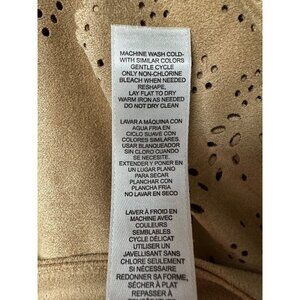 MACHINE WASH COLD-
WITH SIMILAR COLORS
GENTLE CYCLE
ONLY NON-CHLORINE
BLEACH WHEN NEEDED
RESHAPE,
LAY FLAT TO DRY
WARM IRON AS NEEDED
DO NOT DRY CLEAN
LAVAR A MÁQUINA CON
AGUA FRIA EN
CICLO SUAVE CON
COLORES SIMILARES.
USAR BLANQUEADOR
SIN CLORO CUANDO
SE NECESITE.
EXTENDER Y PONER EN
UN LUGAR PLANO
PARA SECAR
PLANCHAR CON
PLANCHA FRIA
NO LAVAR EN SECO
LAVER À FROID EN
MACHINE AVEC
COULEURS
SEMBLABLES
CYCLE DÉLICAT
UTILISER UN
JAVELLISANT SANS
CHLORE SEULEMENT
SI NÉCESSAIRE
REDONNER SA FORME,
SÉCHER À PLAT
REPASSER À